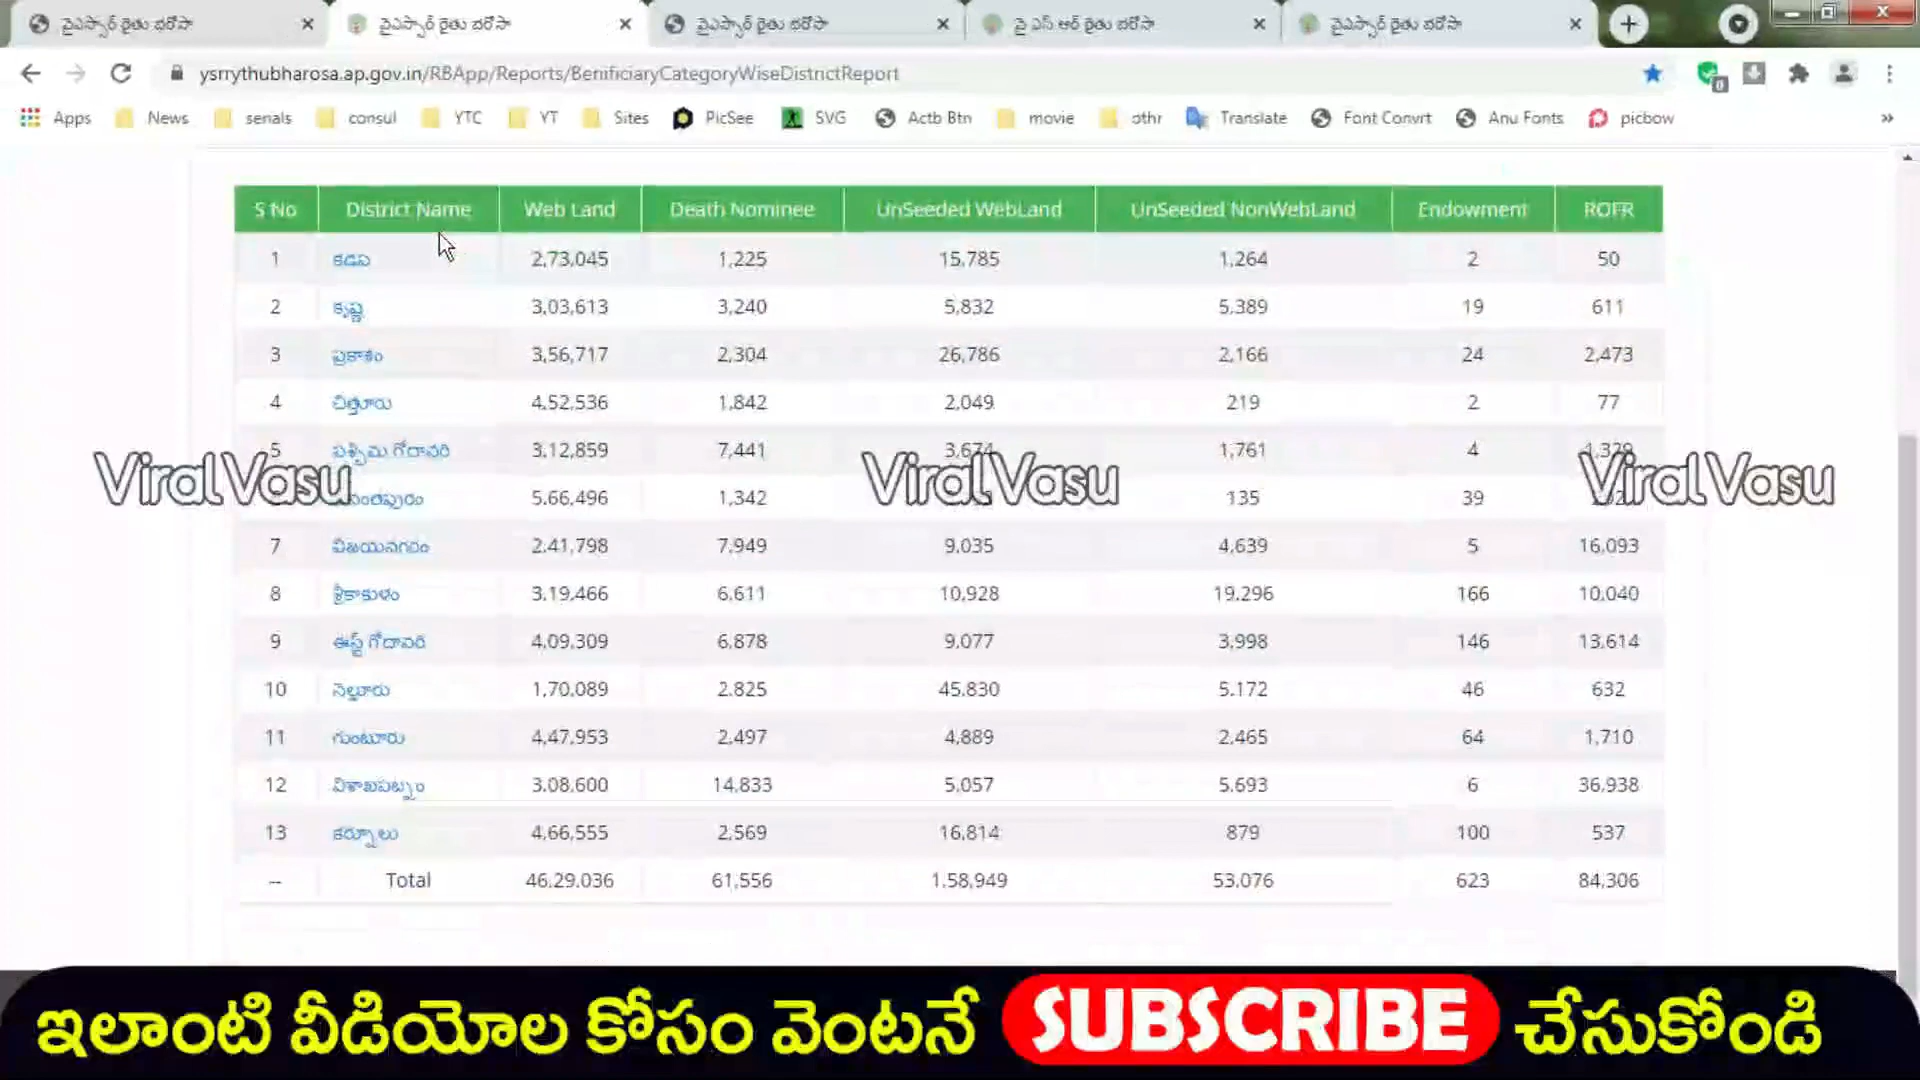 వైఎస్సార్ రైతు భరోసా
వైఎస్సార్ రైతు భరోసా
వైఎస్సార్ రైతు భరోసా
వై ఎస్ ఆర్ రైతు భరోసా
వైఎస్సార్ రైతు భరోసా
ysrrythubharosa.ap.gov.in/RBApp/Reports/BenificiaryCategoryWiseDistrictReport
0
Apps News serials consul YTC YT Sites PicSee SVG Actb Btn movie othr Translate Font Convrt Anu Fonts picbow »
S No District Name Web Land Death Nominee UnSeeded WebLand UnSeeded NonWebLand Endowment ROFR
1 కడప 2,73,045 1,225 15,785 1,264 2 50
2 కృష్ణ 3,03,613 3,240 5,832 5,389 19 611
3 ప్రకాశం 3,56,717 2,304 26,786 2,166 24 2,473
4 చిత్తూరు 4,52,536 1,842 2,049 219 2 77
5 పశ్చిమ గోదావరి 3,12,859 7,441 3,674 1,761 4
5,66,496 1,342 135 39
Viral Vasu Viral Vasu Viral Vasu
7 విజయనగరం 2,41,798 7,949 9,035 4,639 5 16,093
8 శ్రీకాకుళం 3,19,466 6,611 10,928 19,296 166 10,040
9 ఈస్ట్ గోదావరి 4,09,309 6,878 9,077 3,998 146 13,614
10 నెల్లూరు 1,70,089 2,825 45,830 5,172 46 632
11 గుంటూరు 4,47,953 2,497 4,889 2,465 64 1,710
12 విశాఖపట్నం 3,08,600 14,833 5,057 5,693 6 36,938
13 కర్నూలు 4,66,555 2,569 16,814 879 100 537
-- Total 46,29,036 61,556 1,58,949 53,076 623 84,306
ఇలాంటి వీడియోల కోసం వెంటనే SUBSCRIBE చేసుకోండి